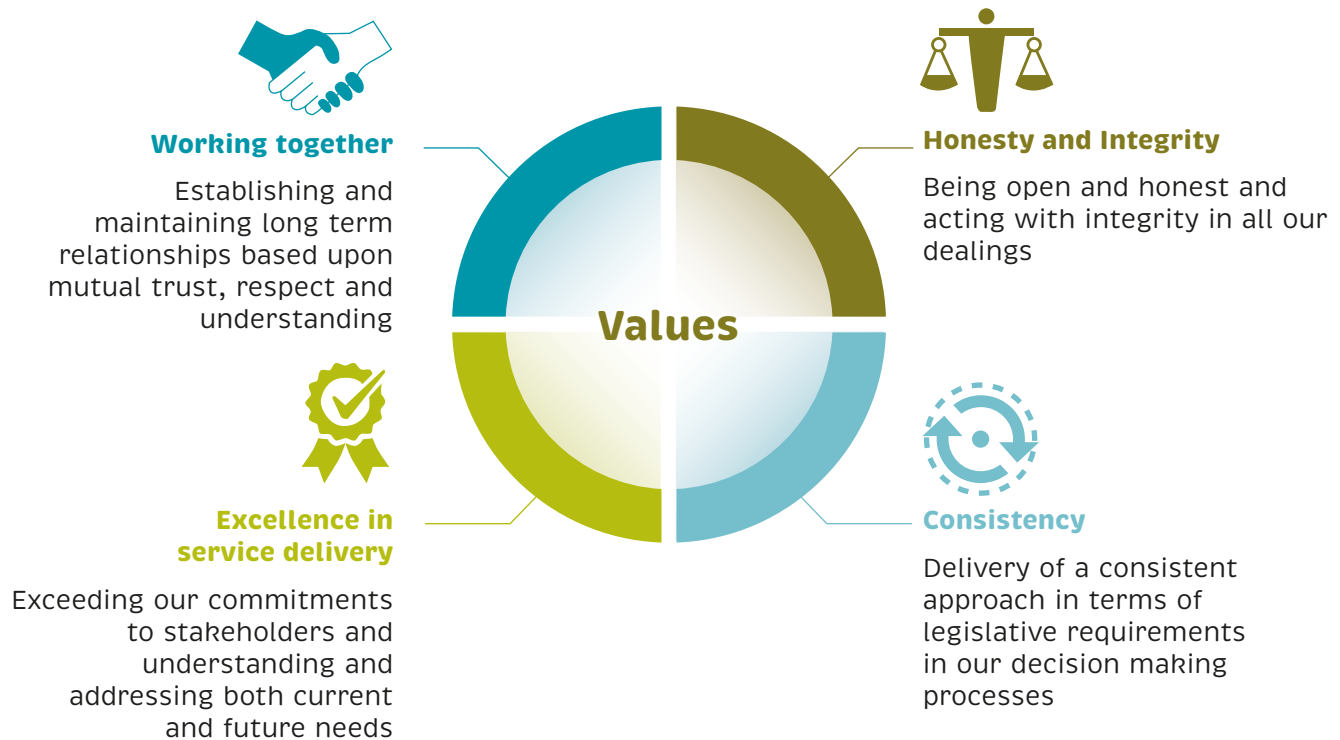 Working together
Establishing and
maintaining long term
relationships based upon
mutual trust, respect and
understanding
Honesty and Integrity
Being open and honest and
acting with integrity in all our
dealings
Values
Excellence in
service delivery
Exceeding our commitments
to stakeholders and
understanding and
addressing both current
and future needs
Consistency
Delivery of a consistent
approach in terms of
legislative requirements
in our decision making
processes